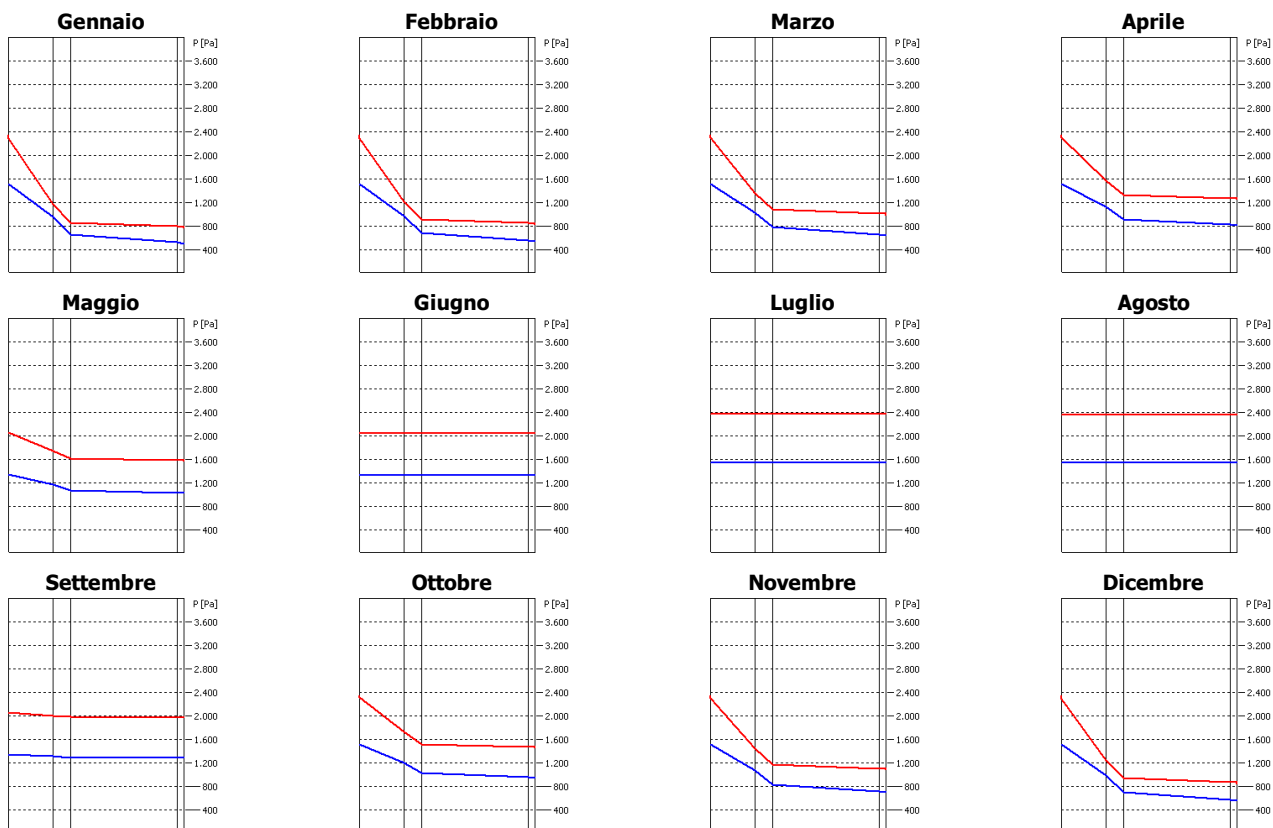 Gennaio Febbraio Marzo Aprile
P [Pa] P [Pa] P [Pa] P [Pa]
3.600 3.600 3.600 3.600
3.200 3.200 3.200 3.200
2.800 2.800 2.800 2.800
2.400 2.400 2.400 2.400
2.000 2.000 2.000 2.000
1.600 1.600 1.600 1.600
1.200 1.200 1.200 1.200
800 800 800 800
400 400 400 400
Maggio Giugno Luglio Agosto
P [Pa] P [Pa] P [Pa] P [Pa]
3.600 3.600 3.600 3.600
3.200 3.200 3.200 3.200
2.800 2.800 2.800 2.800
2.400 2.400 2.400 2.400
2.000 2.000 2.000 2.000
1.600 1.600 1.600 1.600
1.200 1.200 1.200 1.200
800 800 800 800
400 400 400 400
Settembre Ottobre Novembre Dicembre
P [Pa] P [Pa] P [Pa] P [Pa]
3.600 3.600 3.600 3.600
3.200 3.200 3.200 3.200
2.800 2.800 2.800 2.800
2.400 2.400 2.400 2.400
2.000 2.000 2.000 2.000
1.600 1.600 1.600 1.600
1.200 1.200 1.200 1.200
800 800 800 800
400 400 400 400